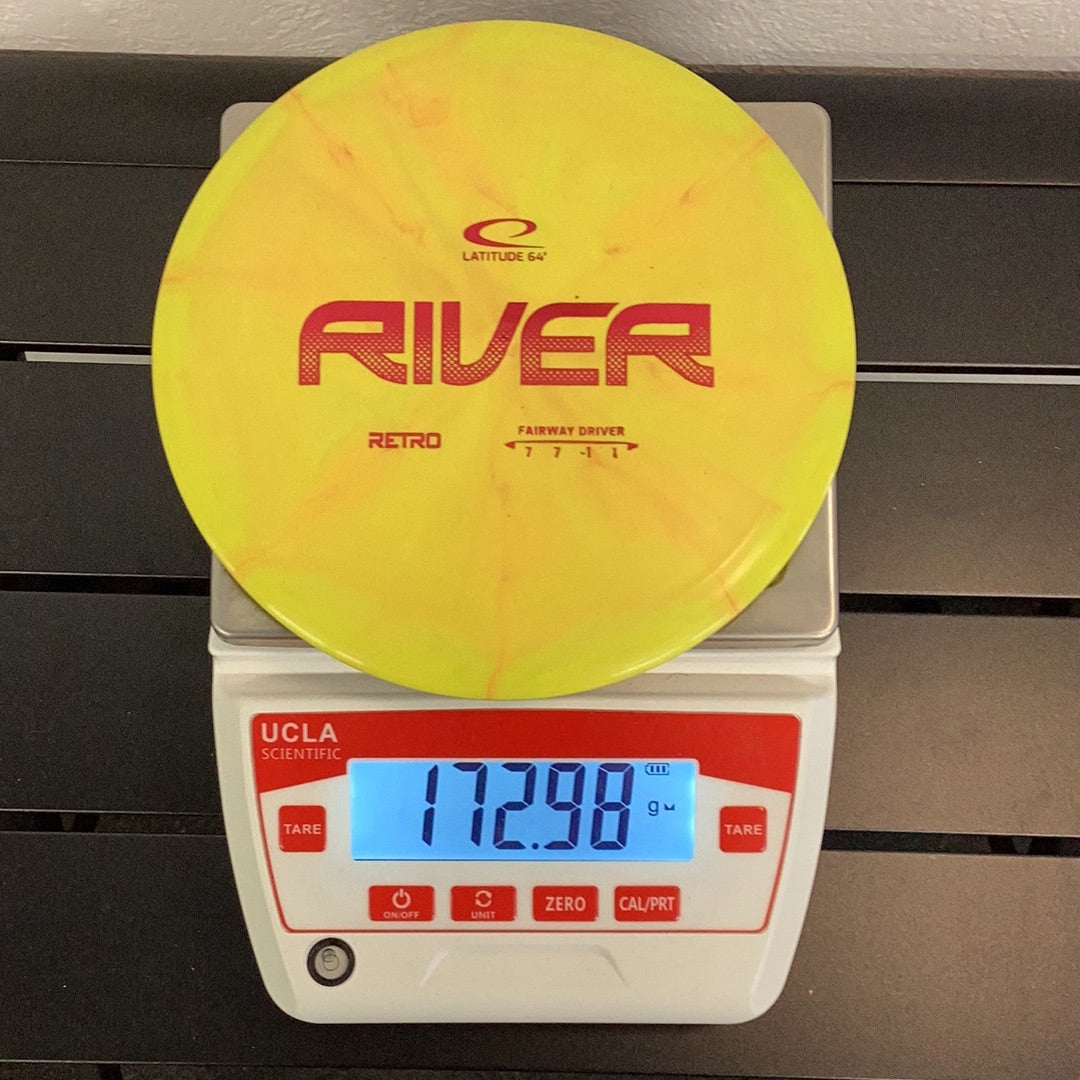 LATITUDE 64°
RIVER
RETRO
FAIRWAY DRIVER
7 7 -1 1
UCLA
SCIENTIFIC
172.98 g
TARE
TARE
ON/OFF
UNIT
ZERO
CAL/PRT